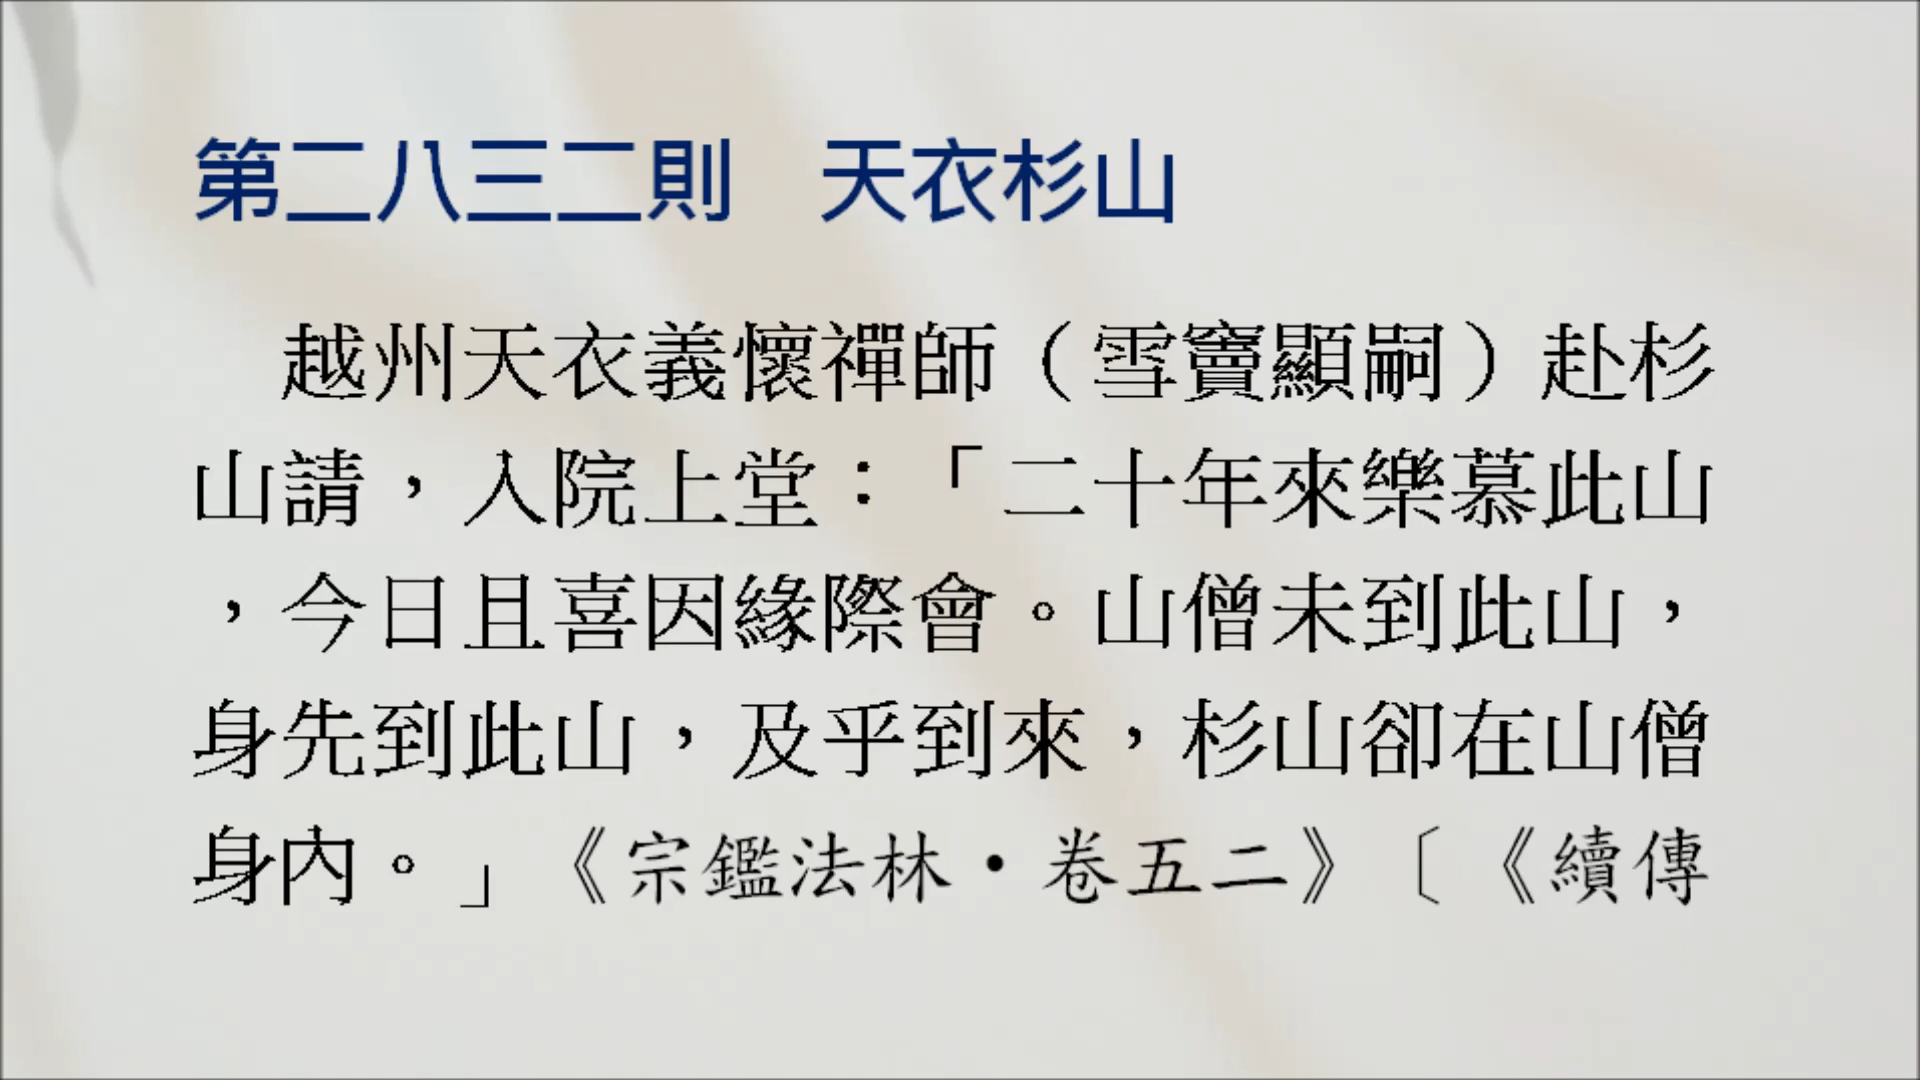 第二八三二則　天衣杉山
越州天衣義懷禪師（雪竇顯嗣）赴杉
山請，入院上堂：「二十年來樂慕此山
，今日且喜因緣際會。山僧未到此山，
身先到此山，及乎到來，杉山卻在山僧
身內。」《宗鑑法林·卷五二》〔《續傳